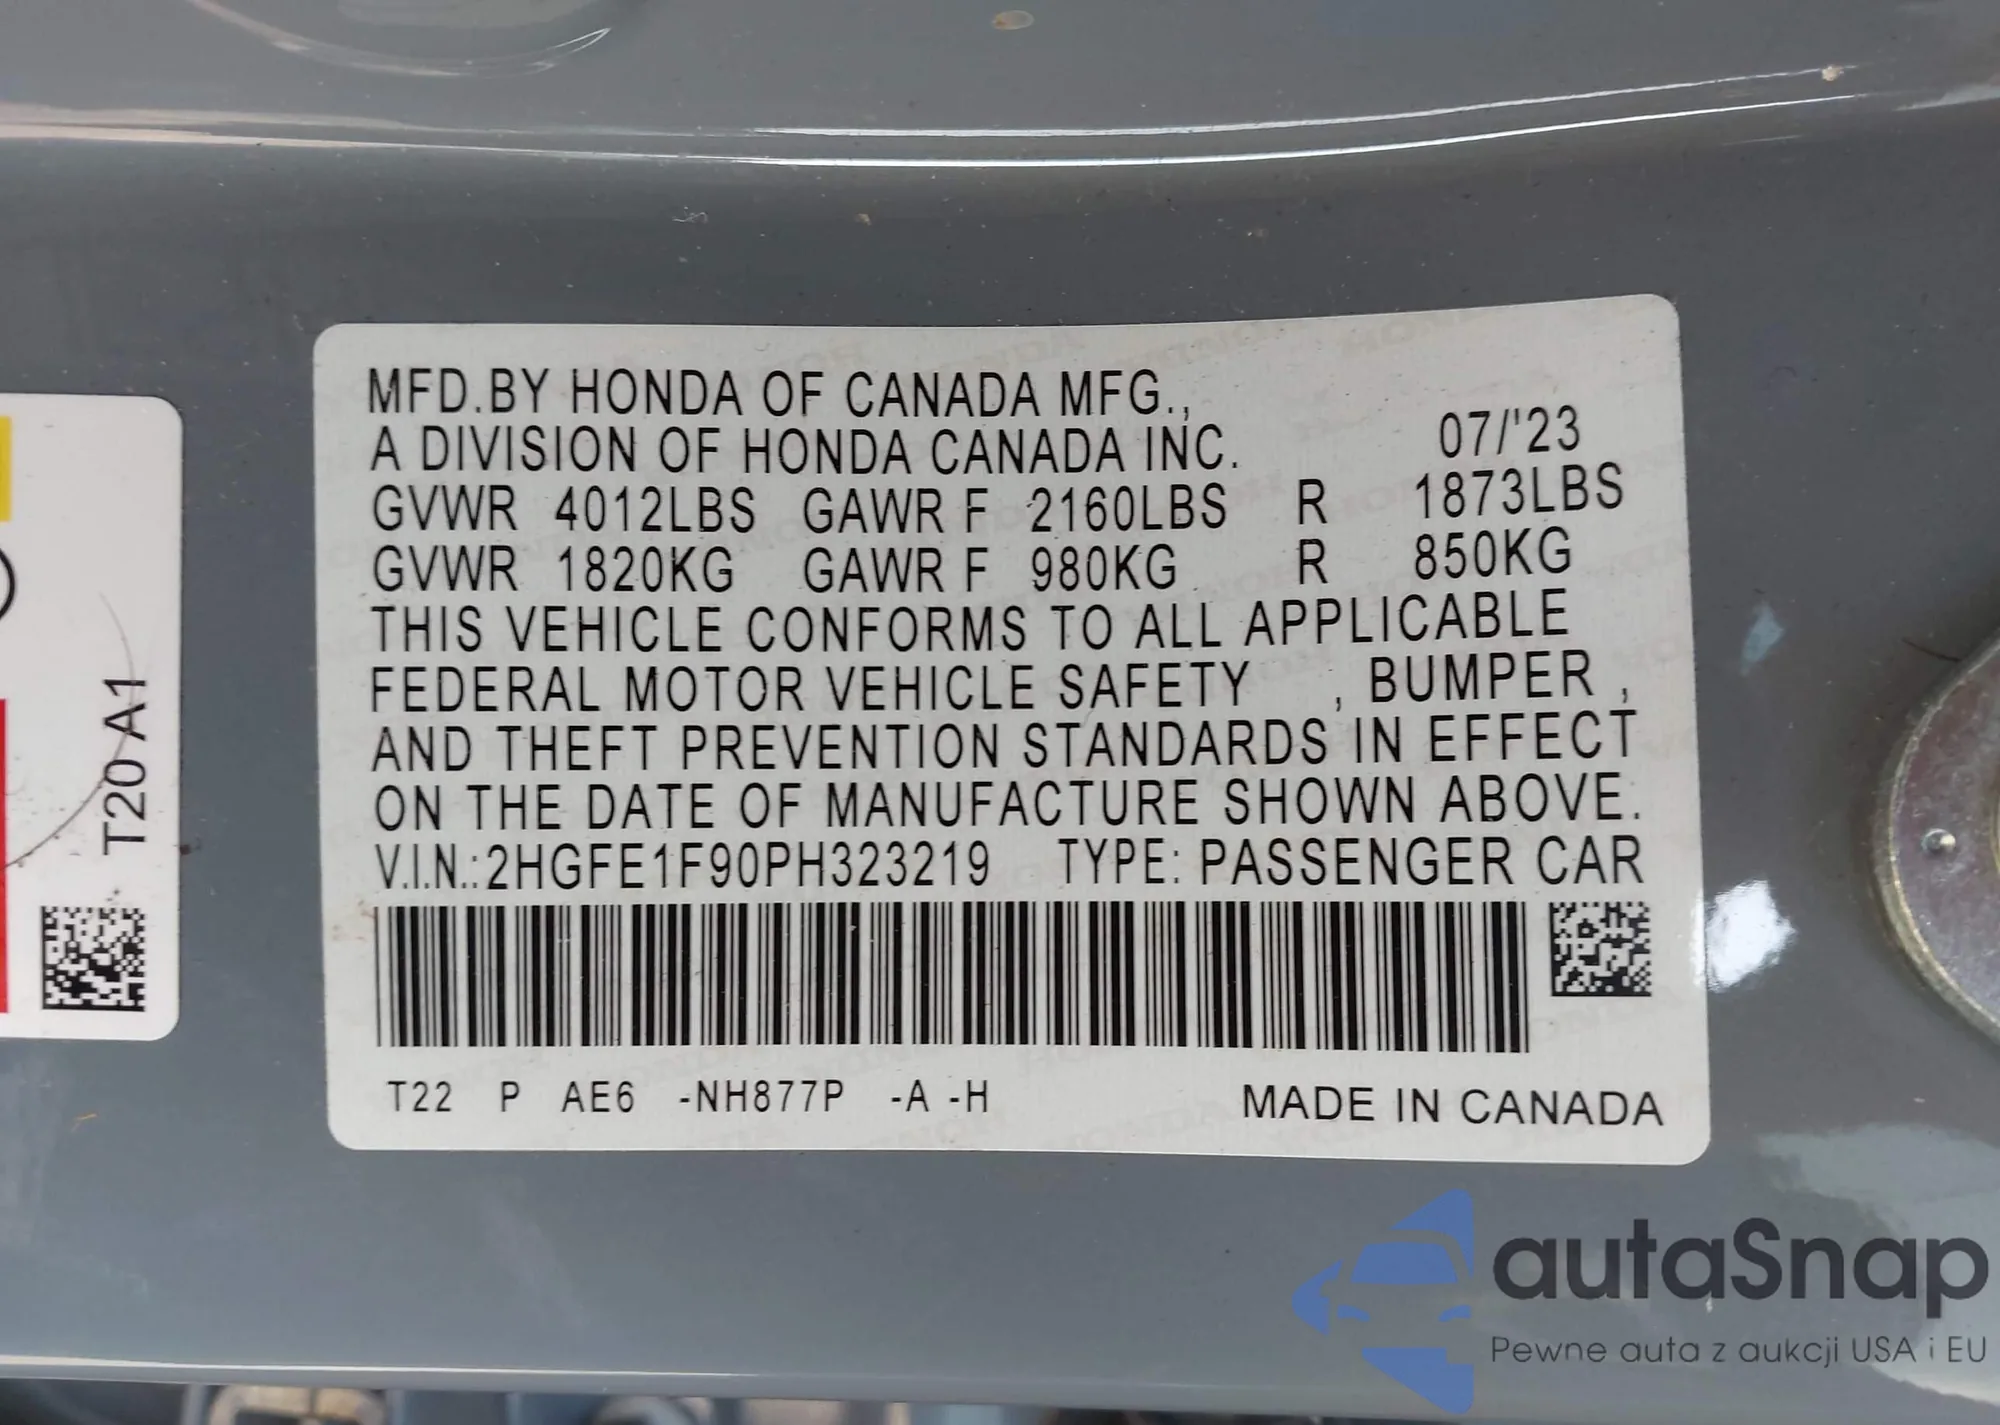 MFD.BY HONDA OF CANADA MFG.,
A DIVISION OF HONDA CANADA INC. 07/'23
GVWR 4012LBS GAWR F 2160LBS R 1873LBS
GVWR 1820KG GAWR F 980KG R 850KG
THIS VEHICLE CONFORMS TO ALL APPLICABLE
FEDERAL MOTOR VEHICLE SAFETY , BUMPER ,
AND THEFT PREVENTION STANDARDS IN EFFECT
ON THE DATE OF MANUFACTURE SHOWN ABOVE.
V.I.N.:2HGFE1F90PH323219 TYPE: PASSENGER CAR
T22 P AE6 -NH877P -A -H MADE IN CANADA
T20 A1
autaSnap
Pewne auta z aukcji USA i EU